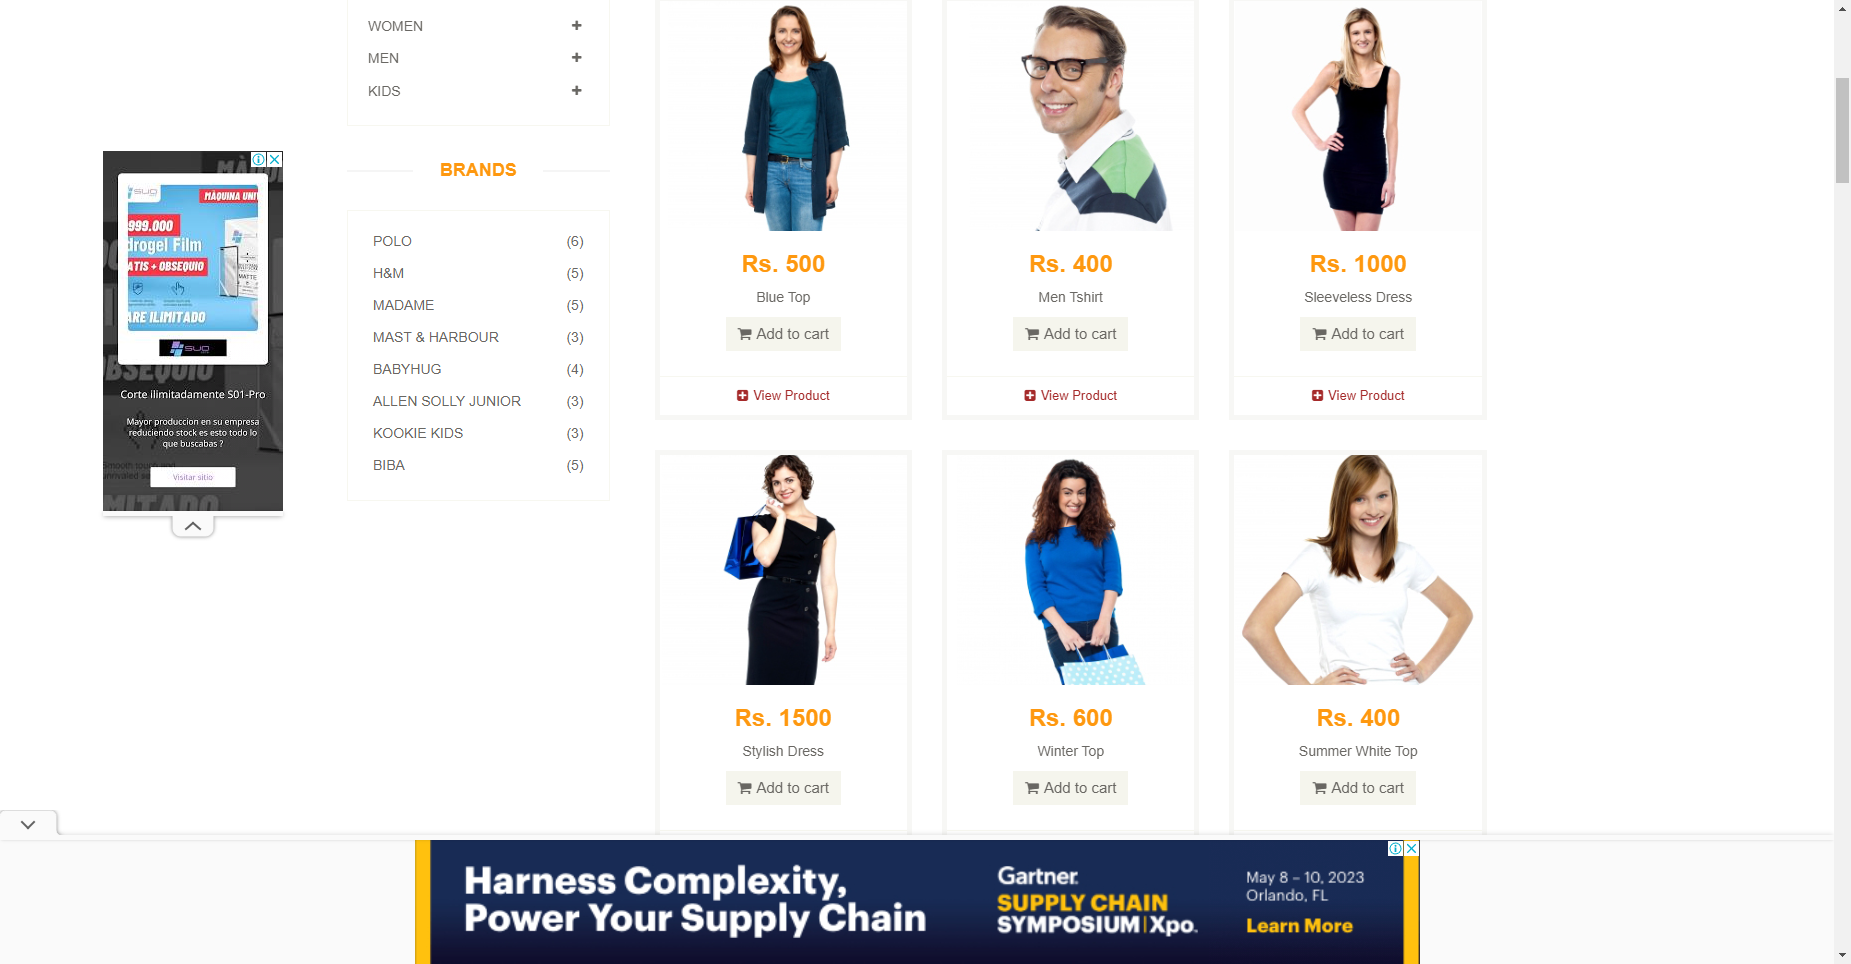 WOMEN
MEN
KIDS
BRANDS
POLO (6)
H&M (5)
MADAME (5)
MAST & HARBOUR (3)
BABYHUG (4)
ALLEN SOLLY JUNIOR (3)
KOOKIE KIDS (3)
BIBA (5)
SUO
MÁQUINA UNI
999.000
drogel Film
ATIS + OBSEQUIO
MATTE
ARE ILIMITADO
SUO
OBSEQUIO
Corte ilimitadamente S01-Pro
Mayor produccion en su empresa
reduciendo stock es esto todo lo
que buscabas ?
Visitar sitio
IMITADO
Rs. 500
Blue Top
Add to cart
View Product
Rs. 400
Men Tshirt
Add to cart
View Product
Rs. 1000
Sleeveless Dress
Add to cart
View Product
Rs. 1500
Stylish Dress
Add to cart
Rs. 600
Winter Top
Add to cart
Rs. 400
Summer White Top
Add to cart
Harness Complexity,
Power Your Supply Chain
Gartner
SUPPLY CHAIN
SYMPOSIUM | Xpo
May 8 – 10, 2023
Orlando, FL
Learn More